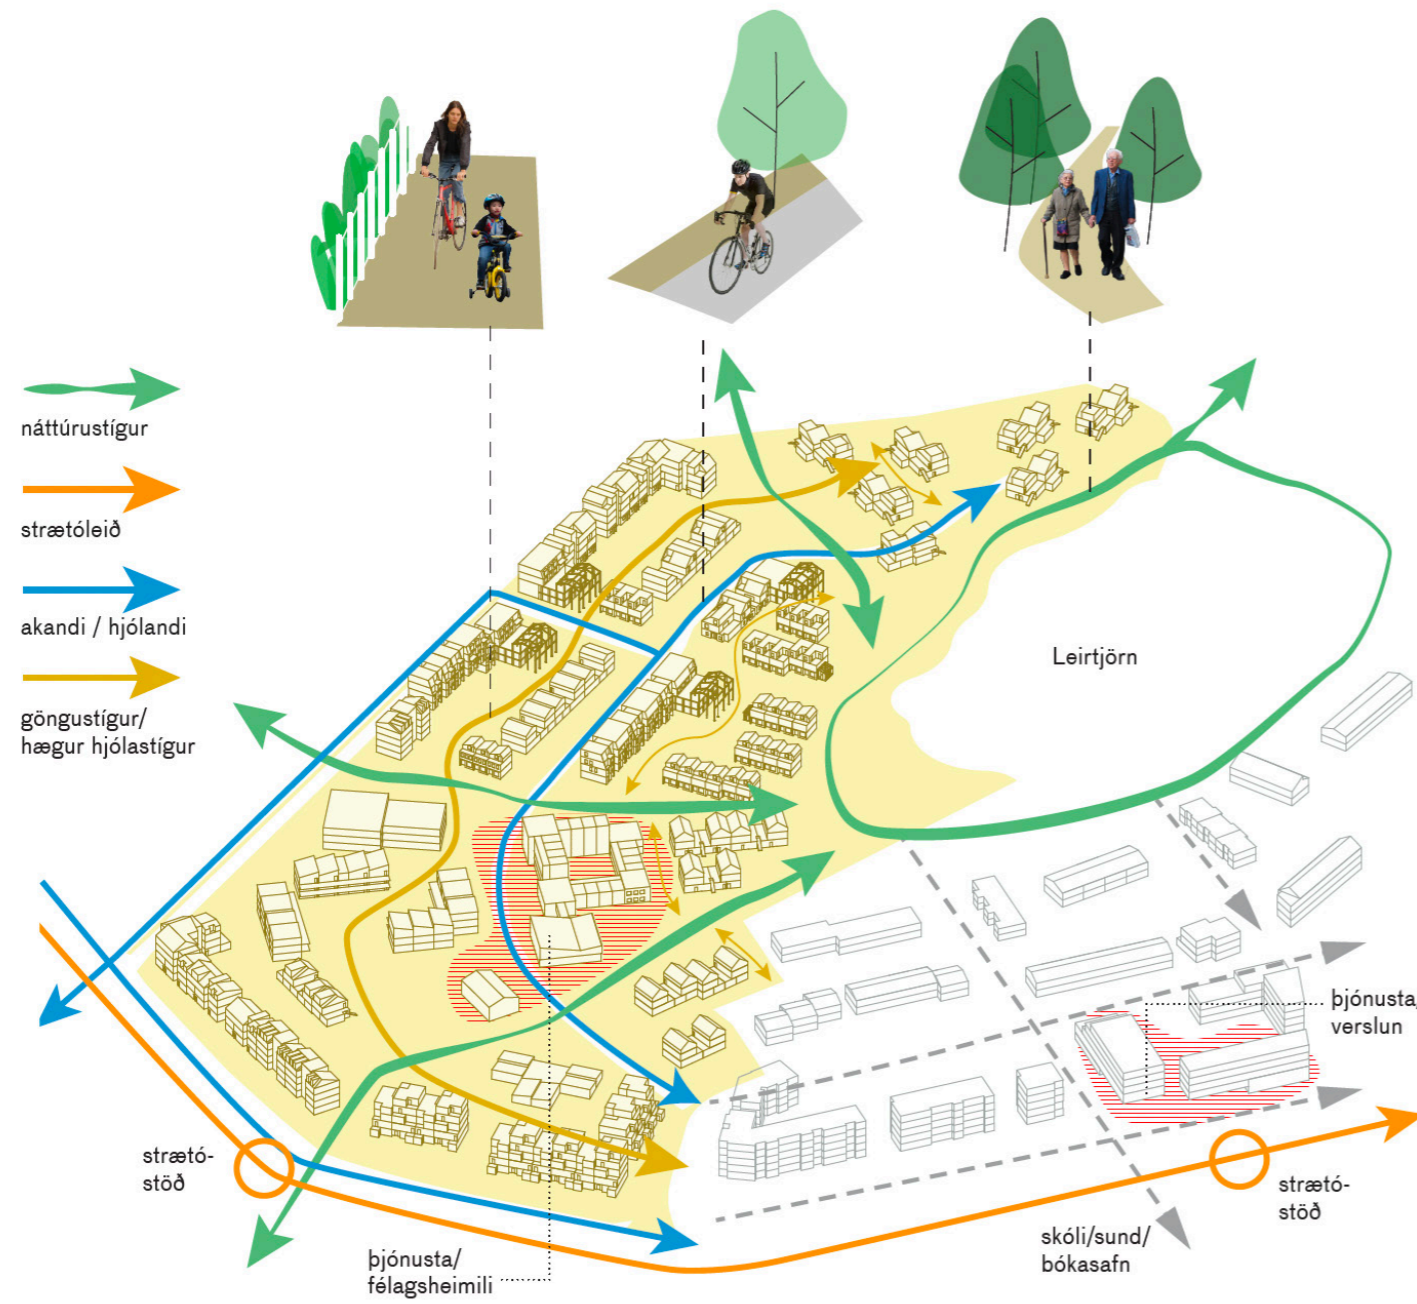 náttúrustígur
strætóleið
akandi / hjólandi
göngustígur/
hægur hjólastígur
Leirtjörn
þjónusta/
verslun
strætó-
stöð
strætó-
stöð
skóli/sund/
bókasafn
þjónusta/
félagsheimili